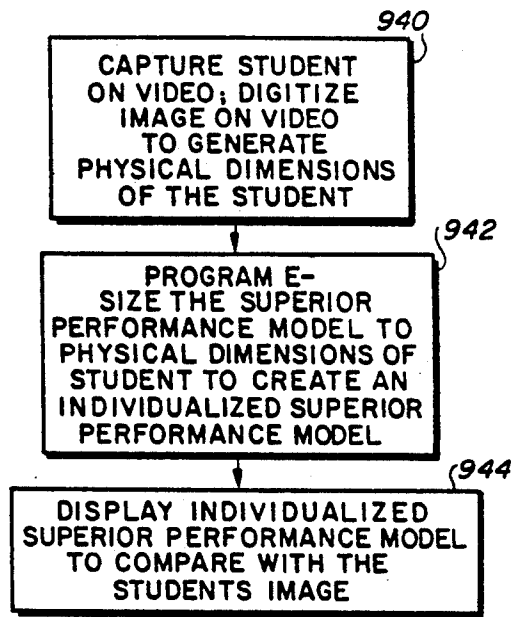 940
CAPTURE STUDENT
ON VIDEO; DIGITIZE
IMAGE ON VIDEO
TO GENERATE
PHYSICAL DIMENSIONS
OF THE STUDENT
942
PROGRAM E-
SIZE THE SUPERIOR
PERFORMANCE MODEL TO
PHYSICAL DIMENSIONS OF
STUDENT TO CREATE AN
INDIVIDUALIZED SUPERIOR
PERFORMANCE MODEL
944
DISPLAY INDIVIDUALIZED
SUPERIOR PERFORMANCE MODEL
TO COMPARE WITH THE
STUDENTS IMAGE